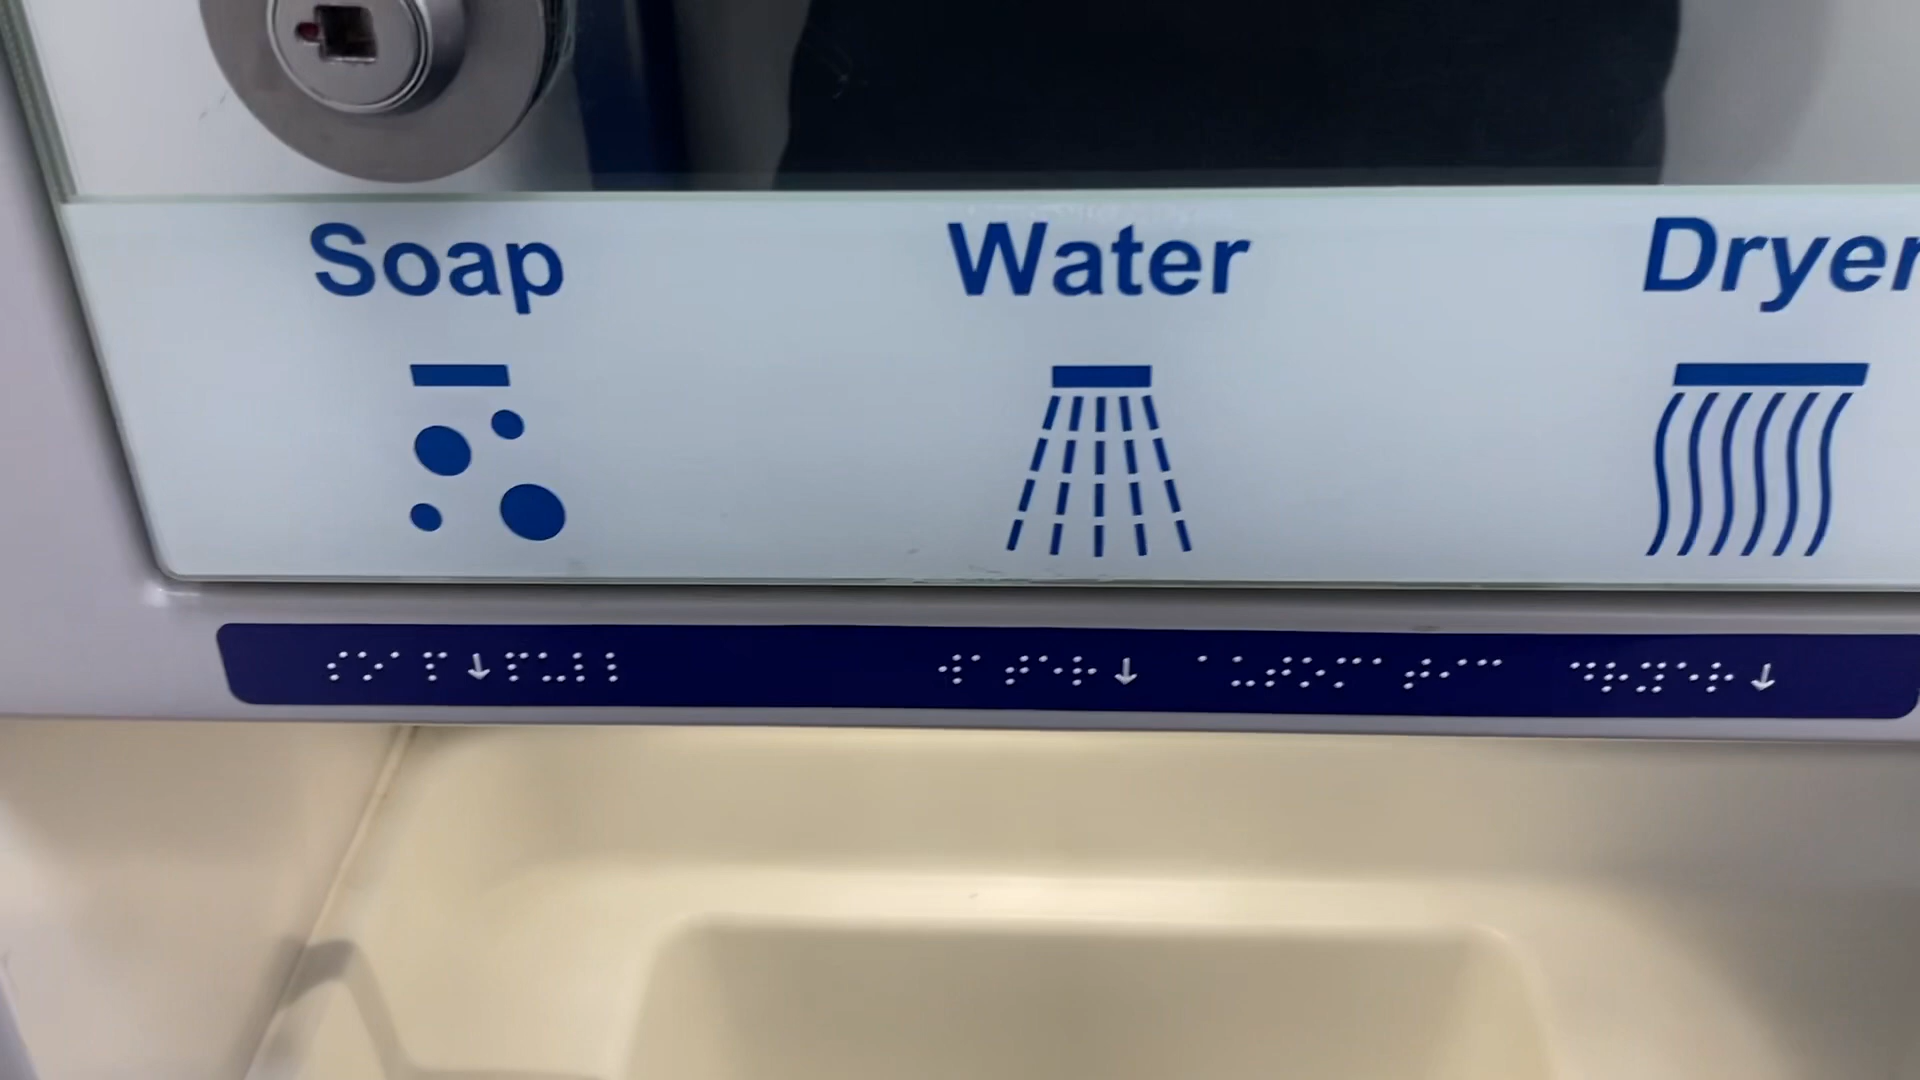 Soap Water Dryer
⠎⠕⠁⠏↓⠏⠥⠇⠇ ⠺⠁⠞⠑⠗↓ ⠁⠥⠞⠕⠍⠁⠞⠊⠉ ⠙⠗⠽⠑⠗↓